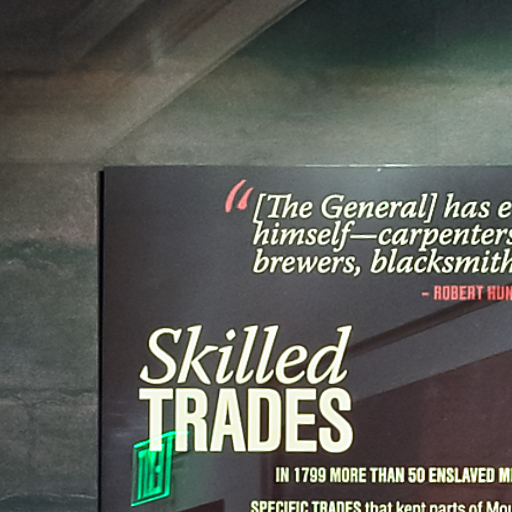 “[The General] has e
himself—carpenters
brewers, blacksmith
– ROBERT HUN
Skilled
TRADES
IN 1799 MORE THAN 50 ENSLAVED M
SPECIFIC TRADES that kept parts of Mou